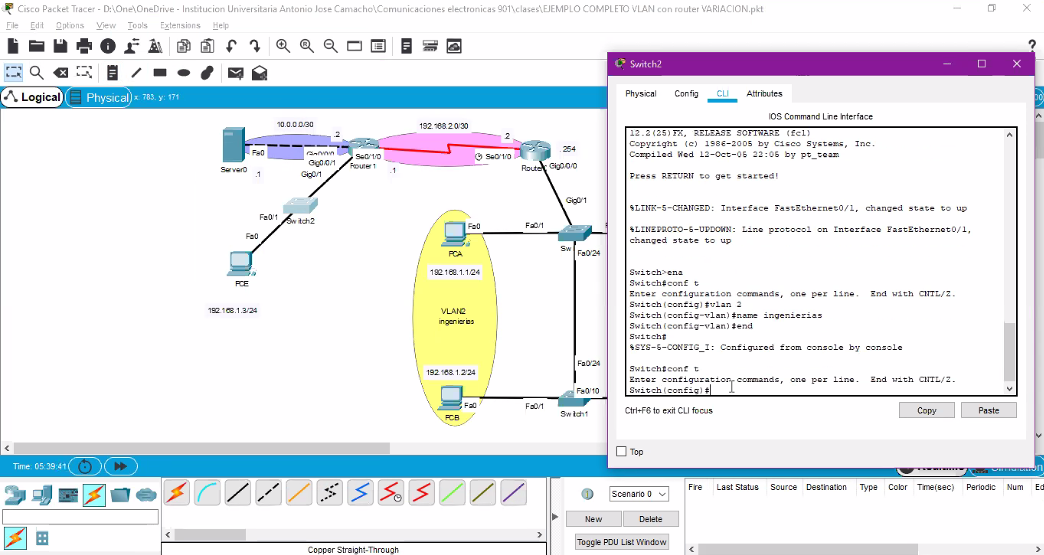 Cisco Packet Tracer - D:\One\OneDrive - Institucion Universitaria Antonio Jose Camacho\Comunicaciones electronicas 901\clases\EJEMPLO COMPLETO VLAN con router VARIACION.pkt
File Edit Options View Tools Extensions Help
Logical Physical x: 783, y: 171
10.0.0.0/30
.2
192.168.2.0/30
.2
.254
Fa0
Gig0/0/0
Gig0/0/1
Gig0/1
Se0/1/0
Router1
Se0/1/0
Gig0/0/0
Server0
.1
.1
Fa0/1
Switch2
Gig0/1
Fa0
PCE
192.168.1.3/24
Fa0
Fa0/1
Sw
PCA
Fa0/24
192.168.1.1/24
VLAN2
ingenierias
Fa0/24
192.168.1.2/24
Fa0/10
Fa0
Fa0/1
Switch1
PCB
Switch2
Physical Config CLI Attributes
IOS Command Line Interface
12.2(25)FX, RELEASE SOFTWARE (fc1)
Copyright (c) 1986-2005 by Cisco Systems, Inc.
Compiled Wed 12-Oct-05 22:05 by pt_team
Press RETURN to get started!
%LINK-5-CHANGED: Interface FastEthernet0/1, changed state to up
%LINEPROTO-5-UPDOWN: Line protocol on Interface FastEthernet0/1,
changed state to up
Switch>ena
Switch#conf t
Enter configuration commands, one per line.  End with CNTL/Z.
Switch(config)#vlan 2
Switch(config-vlan)#name ingenierias
Switch(config-vlan)#end
Switch#
%SYS-5-CONFIG_I: Configured from console by console
Switch#conf t
Enter configuration commands, one per line.  End with CNTL/Z.
Switch(config)#
Ctrl+F6 to exit CLI focus
Copy Paste
Top
Time: 05:39:41
Realtime
Scenario 0
New Delete
Toggle PDU List Window
Fire Last Status Source Destination Type Color Time(sec) Periodic Num Ed
Copper Straight-Through